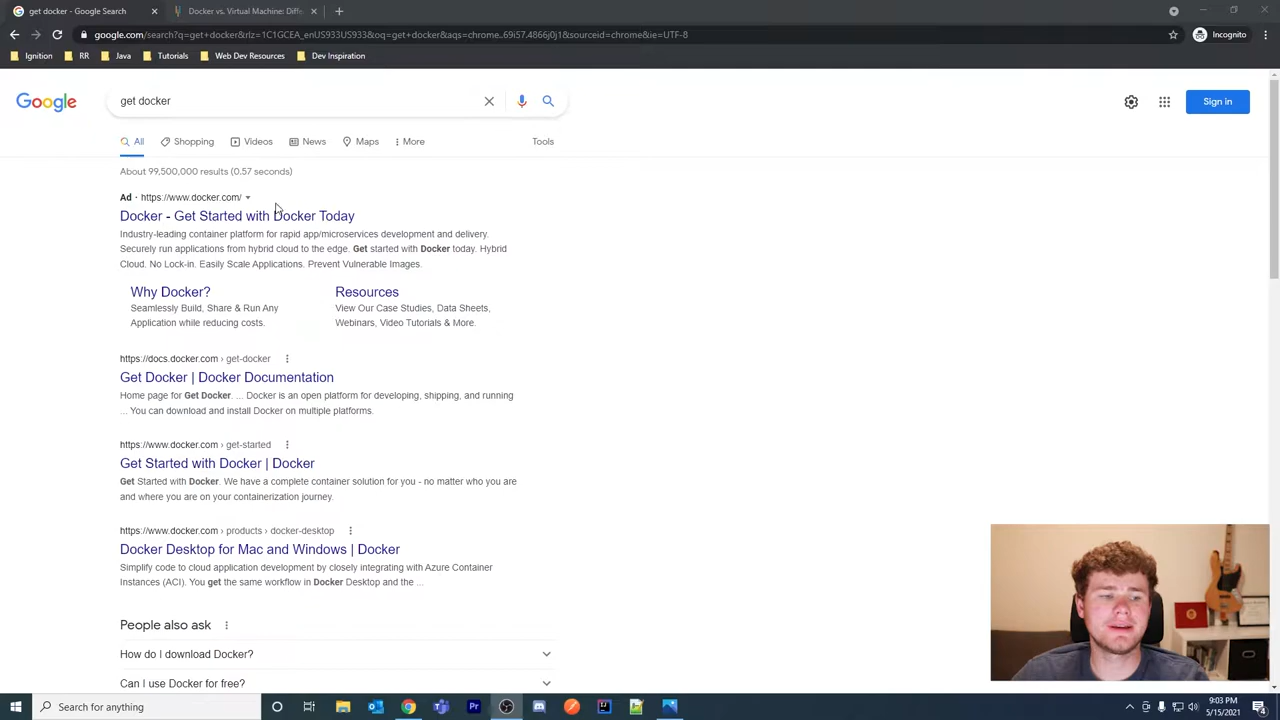 get docker - Google Search
Docker vs. Virtual Machine: Diffe
google.com/search?q=get+docker&rlz=1C1GCEA_enUS933US933&oq=get+docker&aqs=chrome..69i57.4866j0j1&sourceid=chrome&ie=UTF-8
Incognito
Ignition
RR
Java
Tutorials
Web Dev Resources
Dev Inspiration
Google
get docker
Sign in
All
Shopping
Videos
News
Maps
More
Tools
About 99,500,000 results (0.57 seconds)
Ad · https://www.docker.com/
Docker - Get Started with Docker Today
Industry-leading container platform for rapid app/microservices development and delivery.
Securely run applications from hybrid cloud to the edge. Get started with Docker today. Hybrid
Cloud. No Lock-in. Easily Scale Applications. Prevent Vulnerable Images.
Why Docker?
Seamlessly Build, Share & Run Any
Application while reducing costs.
Resources
View Our Case Studies, Data Sheets,
Webinars, Video Tutorials & More.
https://docs.docker.com › get-docker
Get Docker | Docker Documentation
Home page for Get Docker. ... Docker is an open platform for developing, shipping, and running
... You can download and install Docker on multiple platforms.
https://www.docker.com › get-started
Get Started with Docker | Docker
Get Started with Docker. We have a complete container solution for you - no matter who you are
and where you are on your containerization journey.
https://www.docker.com › products › docker-desktop
Docker Desktop for Mac and Windows | Docker
Simplify code to cloud application development by closely integrating with Azure Container
Instances (ACI). You get the same workflow in Docker Desktop and the ...
People also ask
How do I download Docker?
Can I use Docker for free?
Search for anything
Pr
9:03 PM
5/15/2021
4